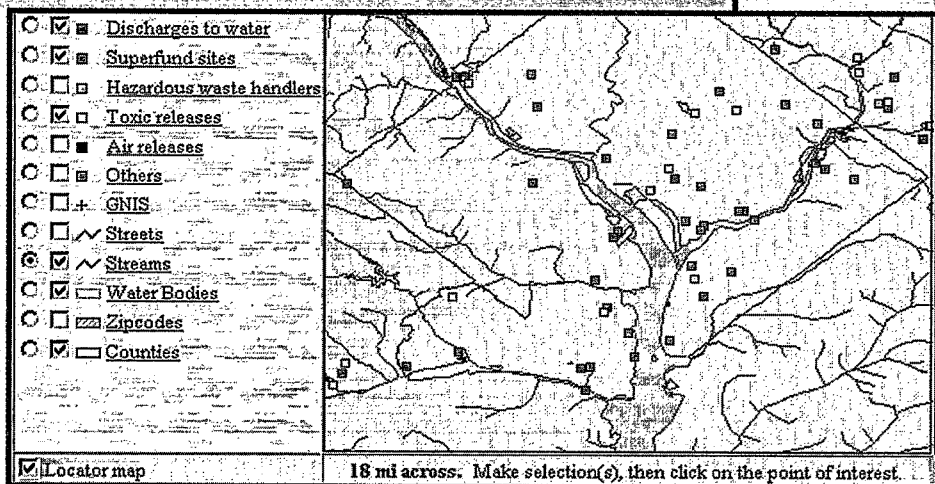 Discharges to water
Superfund sites
Hazardous waste handlers
Toxic releases
Air releases
Others
GNIS
Streets
Streams
Water Bodies
Zipcodes
Counties
Locator map
18 mi across. Make selection(s), then click on the point of interest.